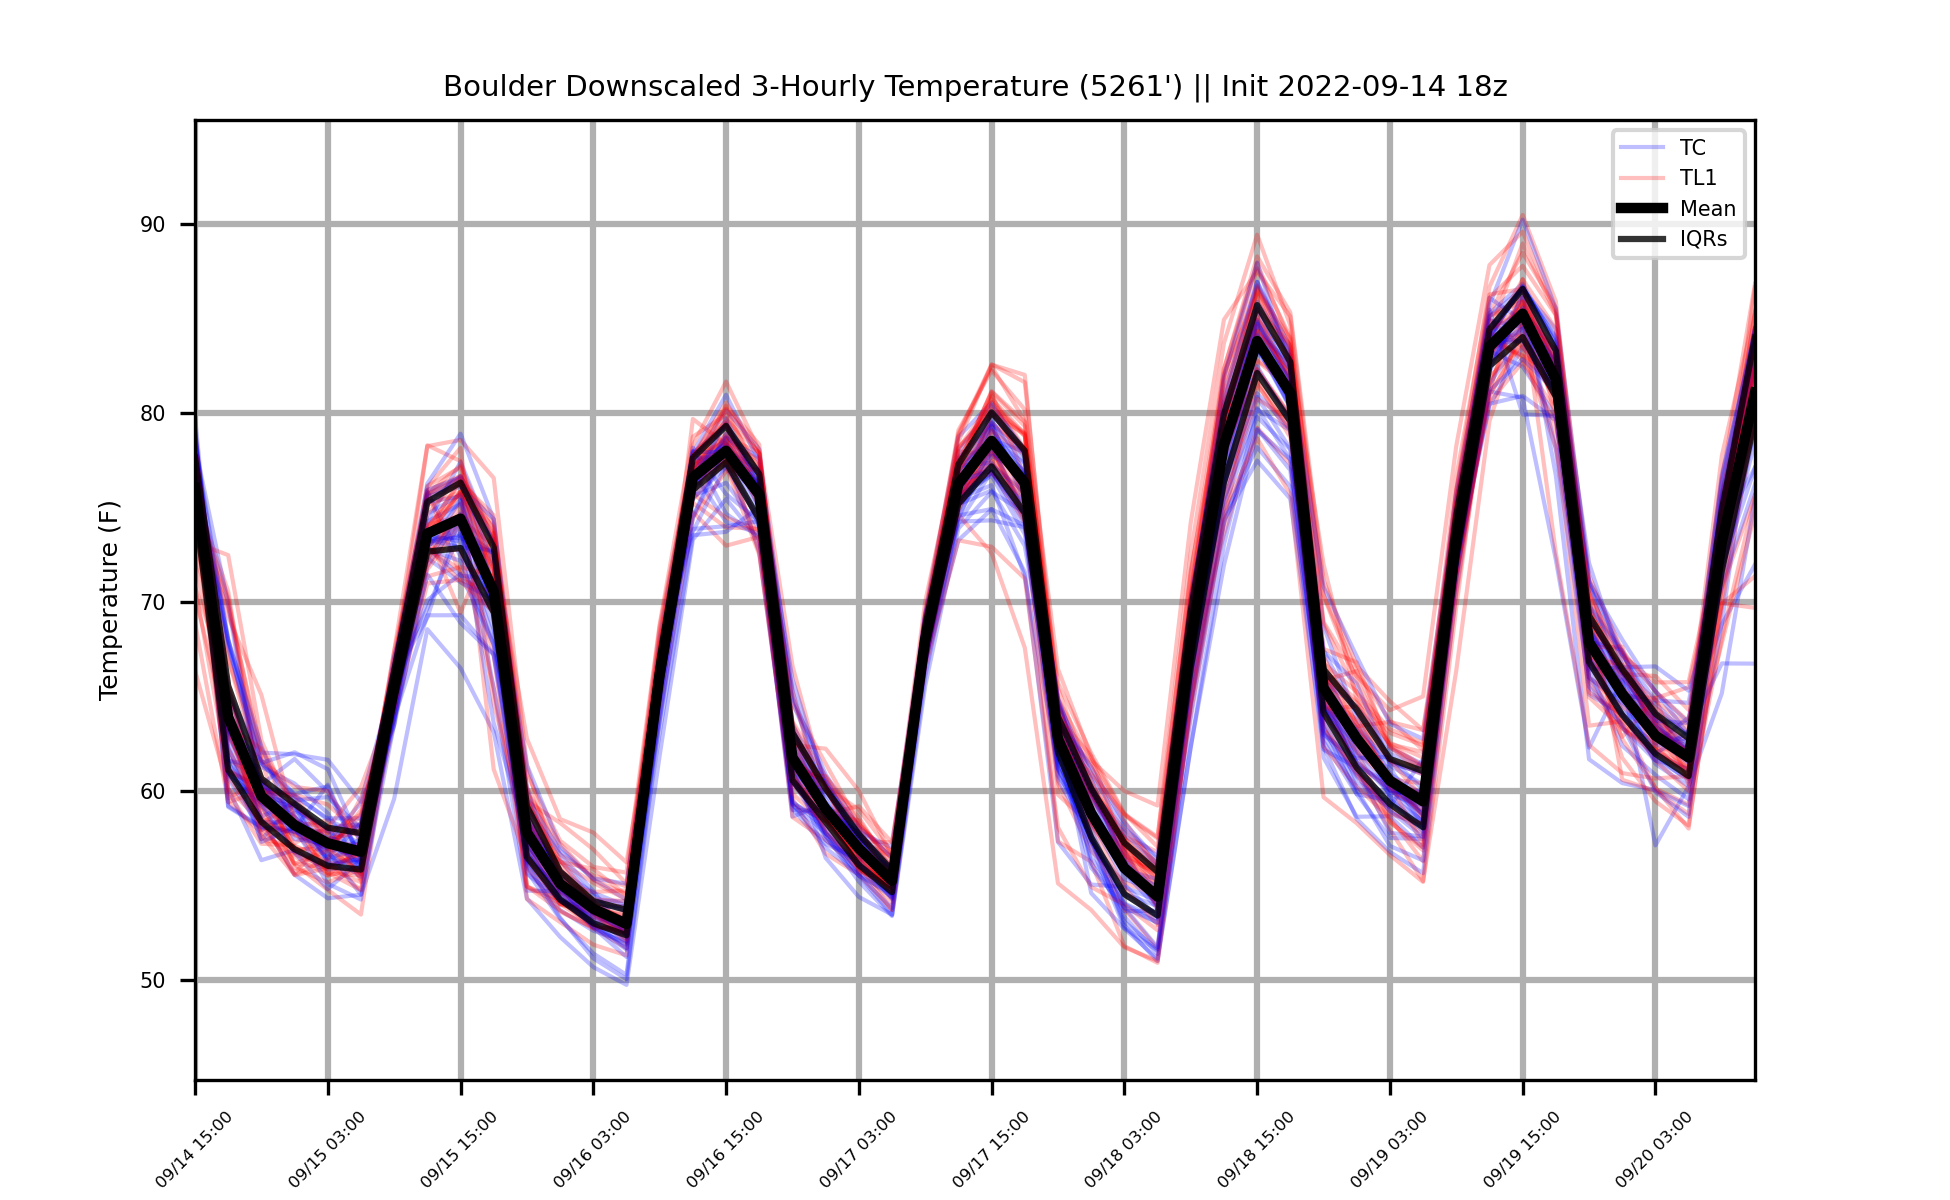 Boulder Downscaled 3-Hourly Temperature (5261') || Init 2022-09-14 18z
TC
TL1
Mean
IQRs
90
80
70
60
50
Temperature (F)
09/14 15:00
09/15 03:00
09/15 15:00
09/16 03:00
09/16 15:00
09/17 03:00
09/17 15:00
09/18 03:00
09/18 15:00
09/19 03:00
09/19 15:00
09/20 03:00